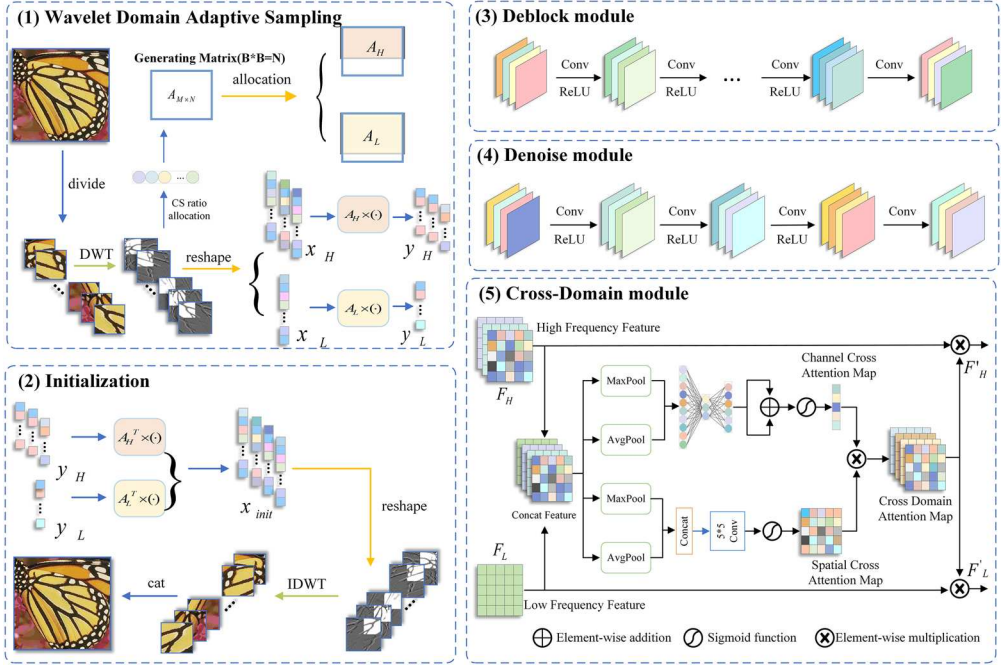 (1) Wavelet Domain Adaptive Sampling
Generating Matrix(B*B=N)
allocation
A_H
A_{M×N}
A_L
divide
CS ratio
allocation
...
DWT
reshape
A_H×(·)
x_H
y_H
A_L×(·)
x_L
y_L
(2) Initialization
A_H^T×(·)
y_H
A_L^T×(·)
y_L
x_init
reshape
cat
IDWT
(3) Deblock module
Conv
ReLU
Conv
ReLU
...
Conv
ReLU
Conv
(4) Denoise module
Conv
ReLU
Conv
ReLU
Conv
ReLU
Conv
(5) Cross-Domain module
High Frequency Feature
F_H
Channel Cross
Attention Map
F'_H
MaxPool
AvgPool
Concat Feature
MaxPool
AvgPool
Concat
5*5
Conv
Cross Domain
Attention Map
Spatial Cross
Attention Map
F_L
F'_L
Low Frequency Feature
Element-wise addition
Sigmoid function
Element-wise multiplication